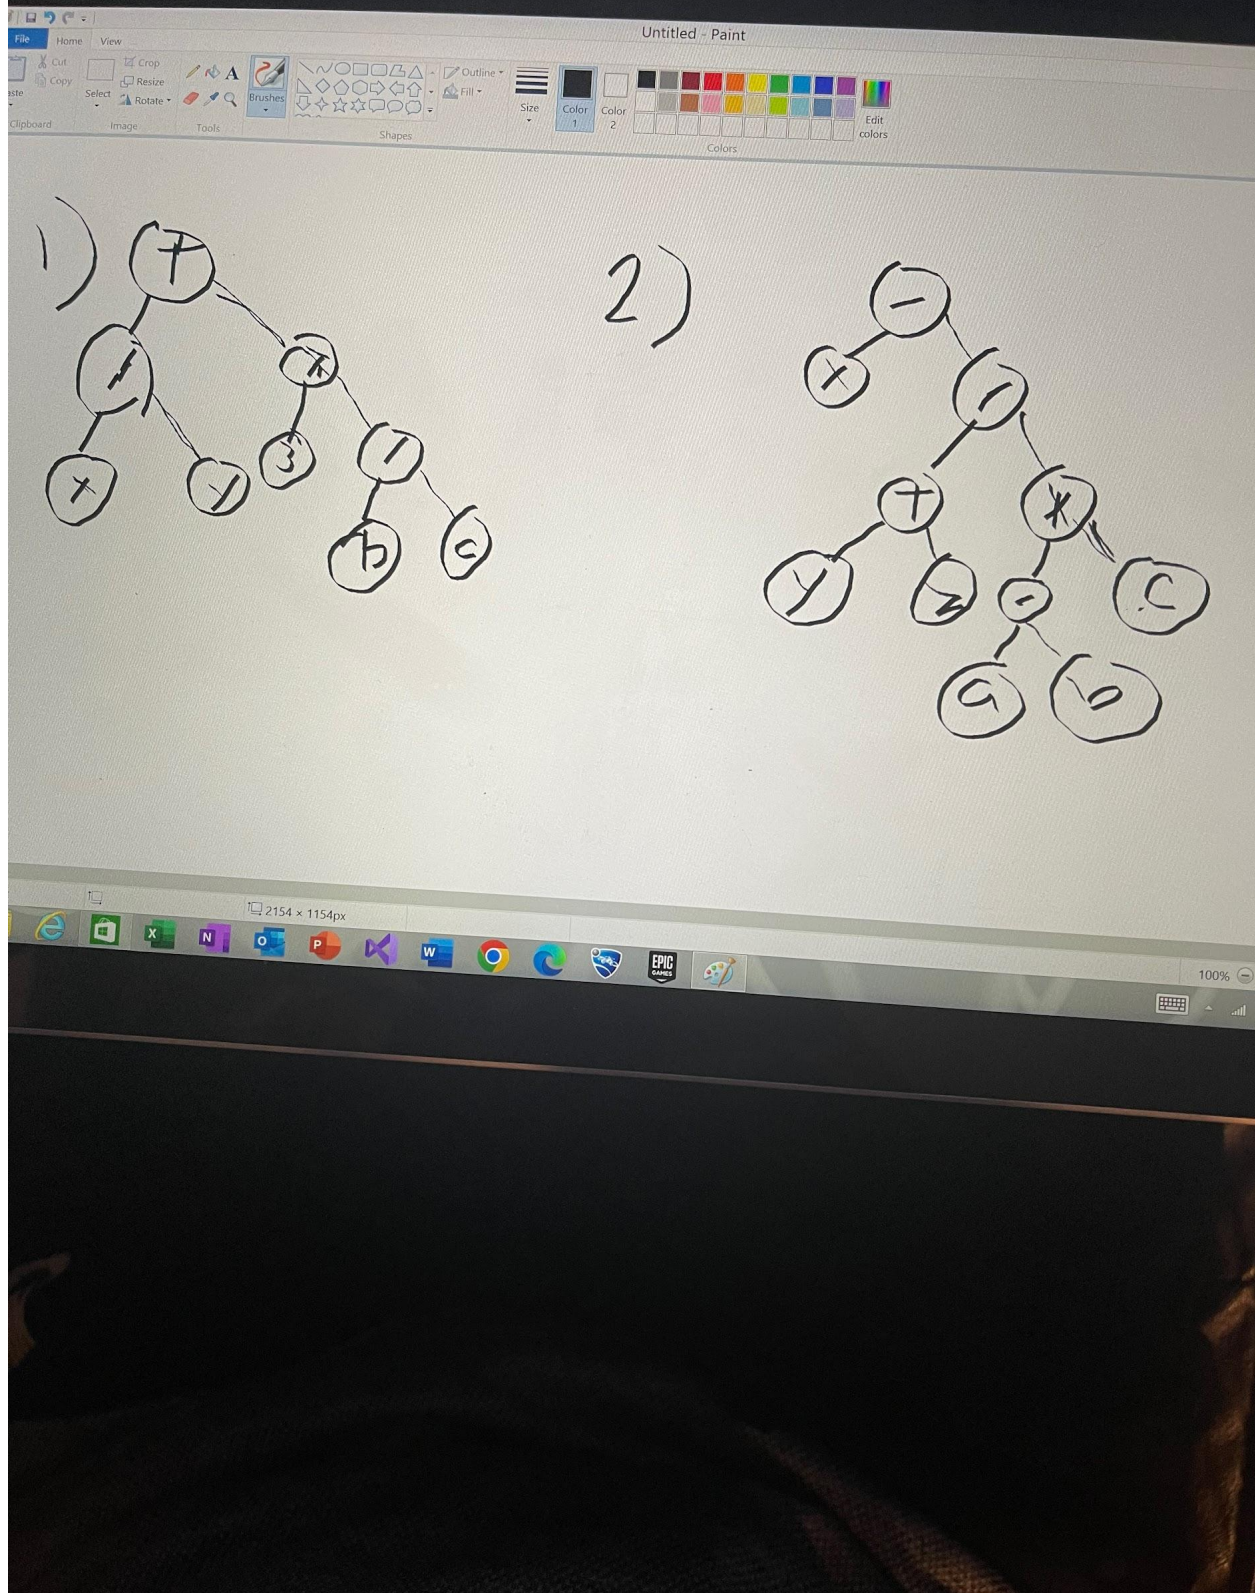 Untitled - Paint
File Home View
Cut
Copy
Select
Crop
Resize
Rotate
A
Brushes
Outline
Fill
Size
Color
1
Color
2
Edit
colors
Clipboard
Image
Tools
Shapes
Colors
1)
+
/
x
y
3
/
b
c
2)
-
x
/
+
*
y
z
-
C
a
b
2154 × 1154px
X
N
O
P
W
EPIC
GAMES
100%